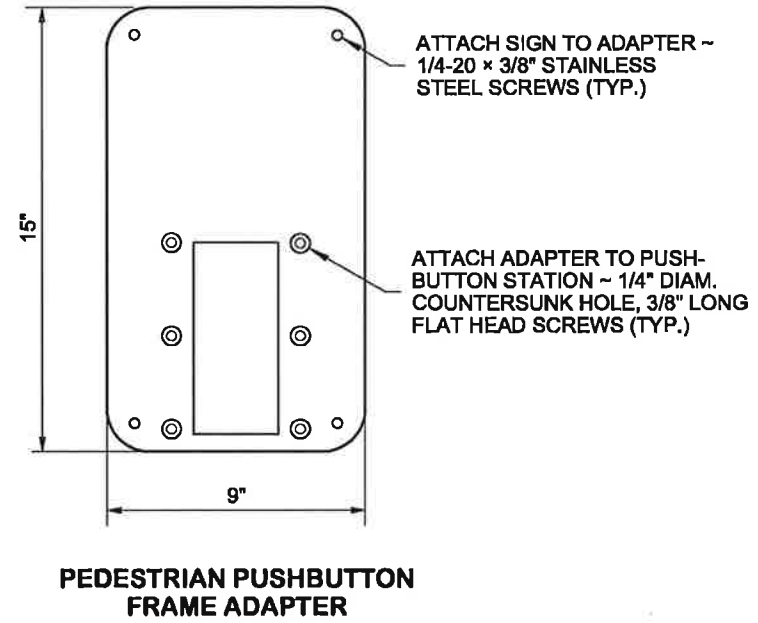 ATTACH SIGN TO ADAPTER ~
1/4-20 × 3/8" STAINLESS
STEEL SCREWS (TYP.)
15"
ATTACH ADAPTER TO PUSH-
BUTTON STATION ~ 1/4" DIAM.
COUNTERSUNK HOLE, 3/8" LONG
FLAT HEAD SCREWS (TYP.)
9"
PEDESTRIAN PUSHBUTTON
FRAME ADAPTER